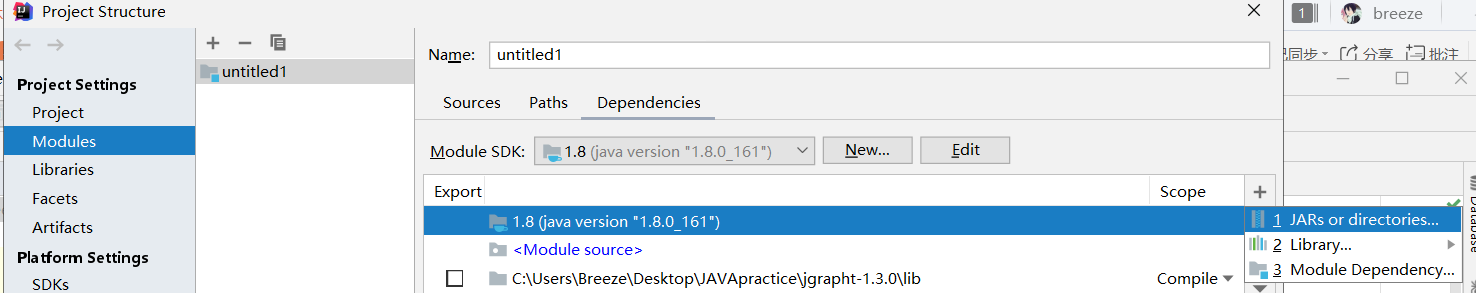 Project Structure
breeze
已同步 分享 批注
Project Settings
Project
Modules
Libraries
Facets
Artifacts
Platform Settings
SDKs
untitled1
Name: untitled1
Sources Paths Dependencies
Module SDK: 1.8 (java version "1.8.0_161") New... Edit
Export Scope
1.8 (java version "1.8.0_161")
<Module source>
C:\Users\Breeze\Desktop\JAVApractice\jgrapht-1.3.0\lib Compile
1 JARs or directories...
2 Library...
3 Module Dependency...
Database